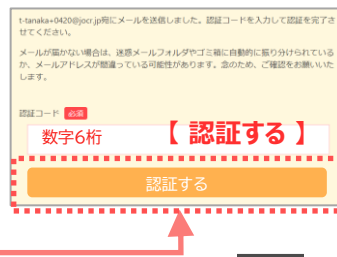 t-tanaka+0420@jocr.jp宛にメールを送信しました。認証コードを入力して認証を完了さ
せてください。
メールが届かない場合は、迷惑メールフォルダやゴミ箱に自動的に振り分けられている
か、メールアドレスが間違っている可能性があります。念のため、ご確認をお願いいた
します。
認証コード 必須
数字6桁 【 認証する 】
認証する